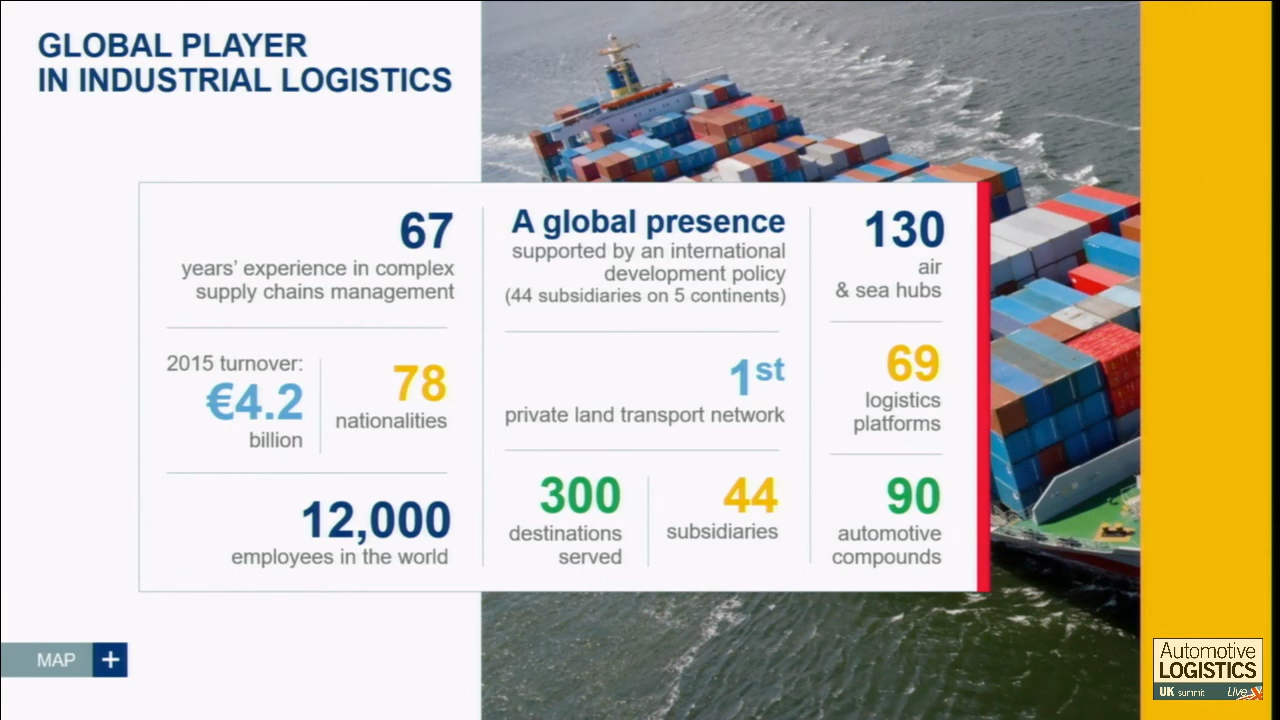 GLOBAL PLAYER
IN INDUSTRIAL LOGISTICS
67
years’ experience in complex
supply chains management
2015 turnover:
€4.2
billion
78
nationalities
12,000
employees in the world
A global presence
supported by an international
development policy
(44 subsidiaries on 5 continents)
1st
private land transport network
300
destinations
served
44
subsidiaries
130
air
& sea hubs
69
logistics
platforms
90
automotive
compounds
MAP +
Automotive
LOGISTICS
UK summit Live